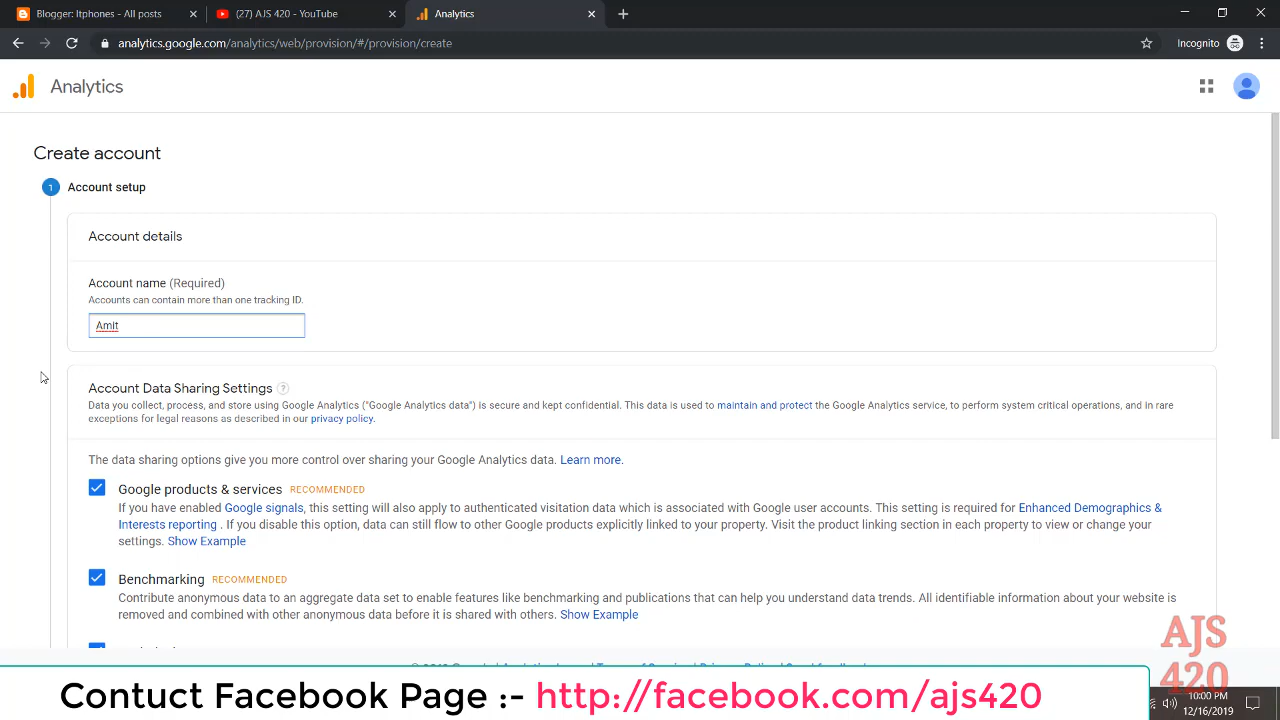 Blogger: Itphones - All posts
(27) AJS 420 - YouTube
Analytics
analytics.google.com/analytics/web/provision/#/provision/create
Incognito
Analytics
Create account
1 Account setup
Account details
Account name (Required)
Accounts can contain more than one tracking ID.
Amit
Account Data Sharing Settings ?
Data you collect, process, and store using Google Analytics ("Google Analytics data") is secure and kept confidential. This data is used to maintain and protect the Google Analytics service, to perform system critical operations, and in rare
exceptions for legal reasons as described in our privacy policy.
The data sharing options give you more control over sharing your Google Analytics data. Learn more.
Google products & services RECOMMENDED
If you have enabled Google signals, this setting will also apply to authenticated visitation data which is associated with Google user accounts. This setting is required for Enhanced Demographics &
Interests reporting . If you disable this option, data can still flow to other Google products explicitly linked to your property. Visit the product linking section in each property to view or change your
settings. Show Example
Benchmarking RECOMMENDED
Contribute anonymous data to an aggregate data set to enable features like benchmarking and publications that can help you understand data trends. All identifiable information about your website is
removed and combined with other anonymous data before it is shared with others. Show Example
AJS
420
Contuct Facebook Page :- http://facebook.com/ajs420
10:00 PM
12/16/2019